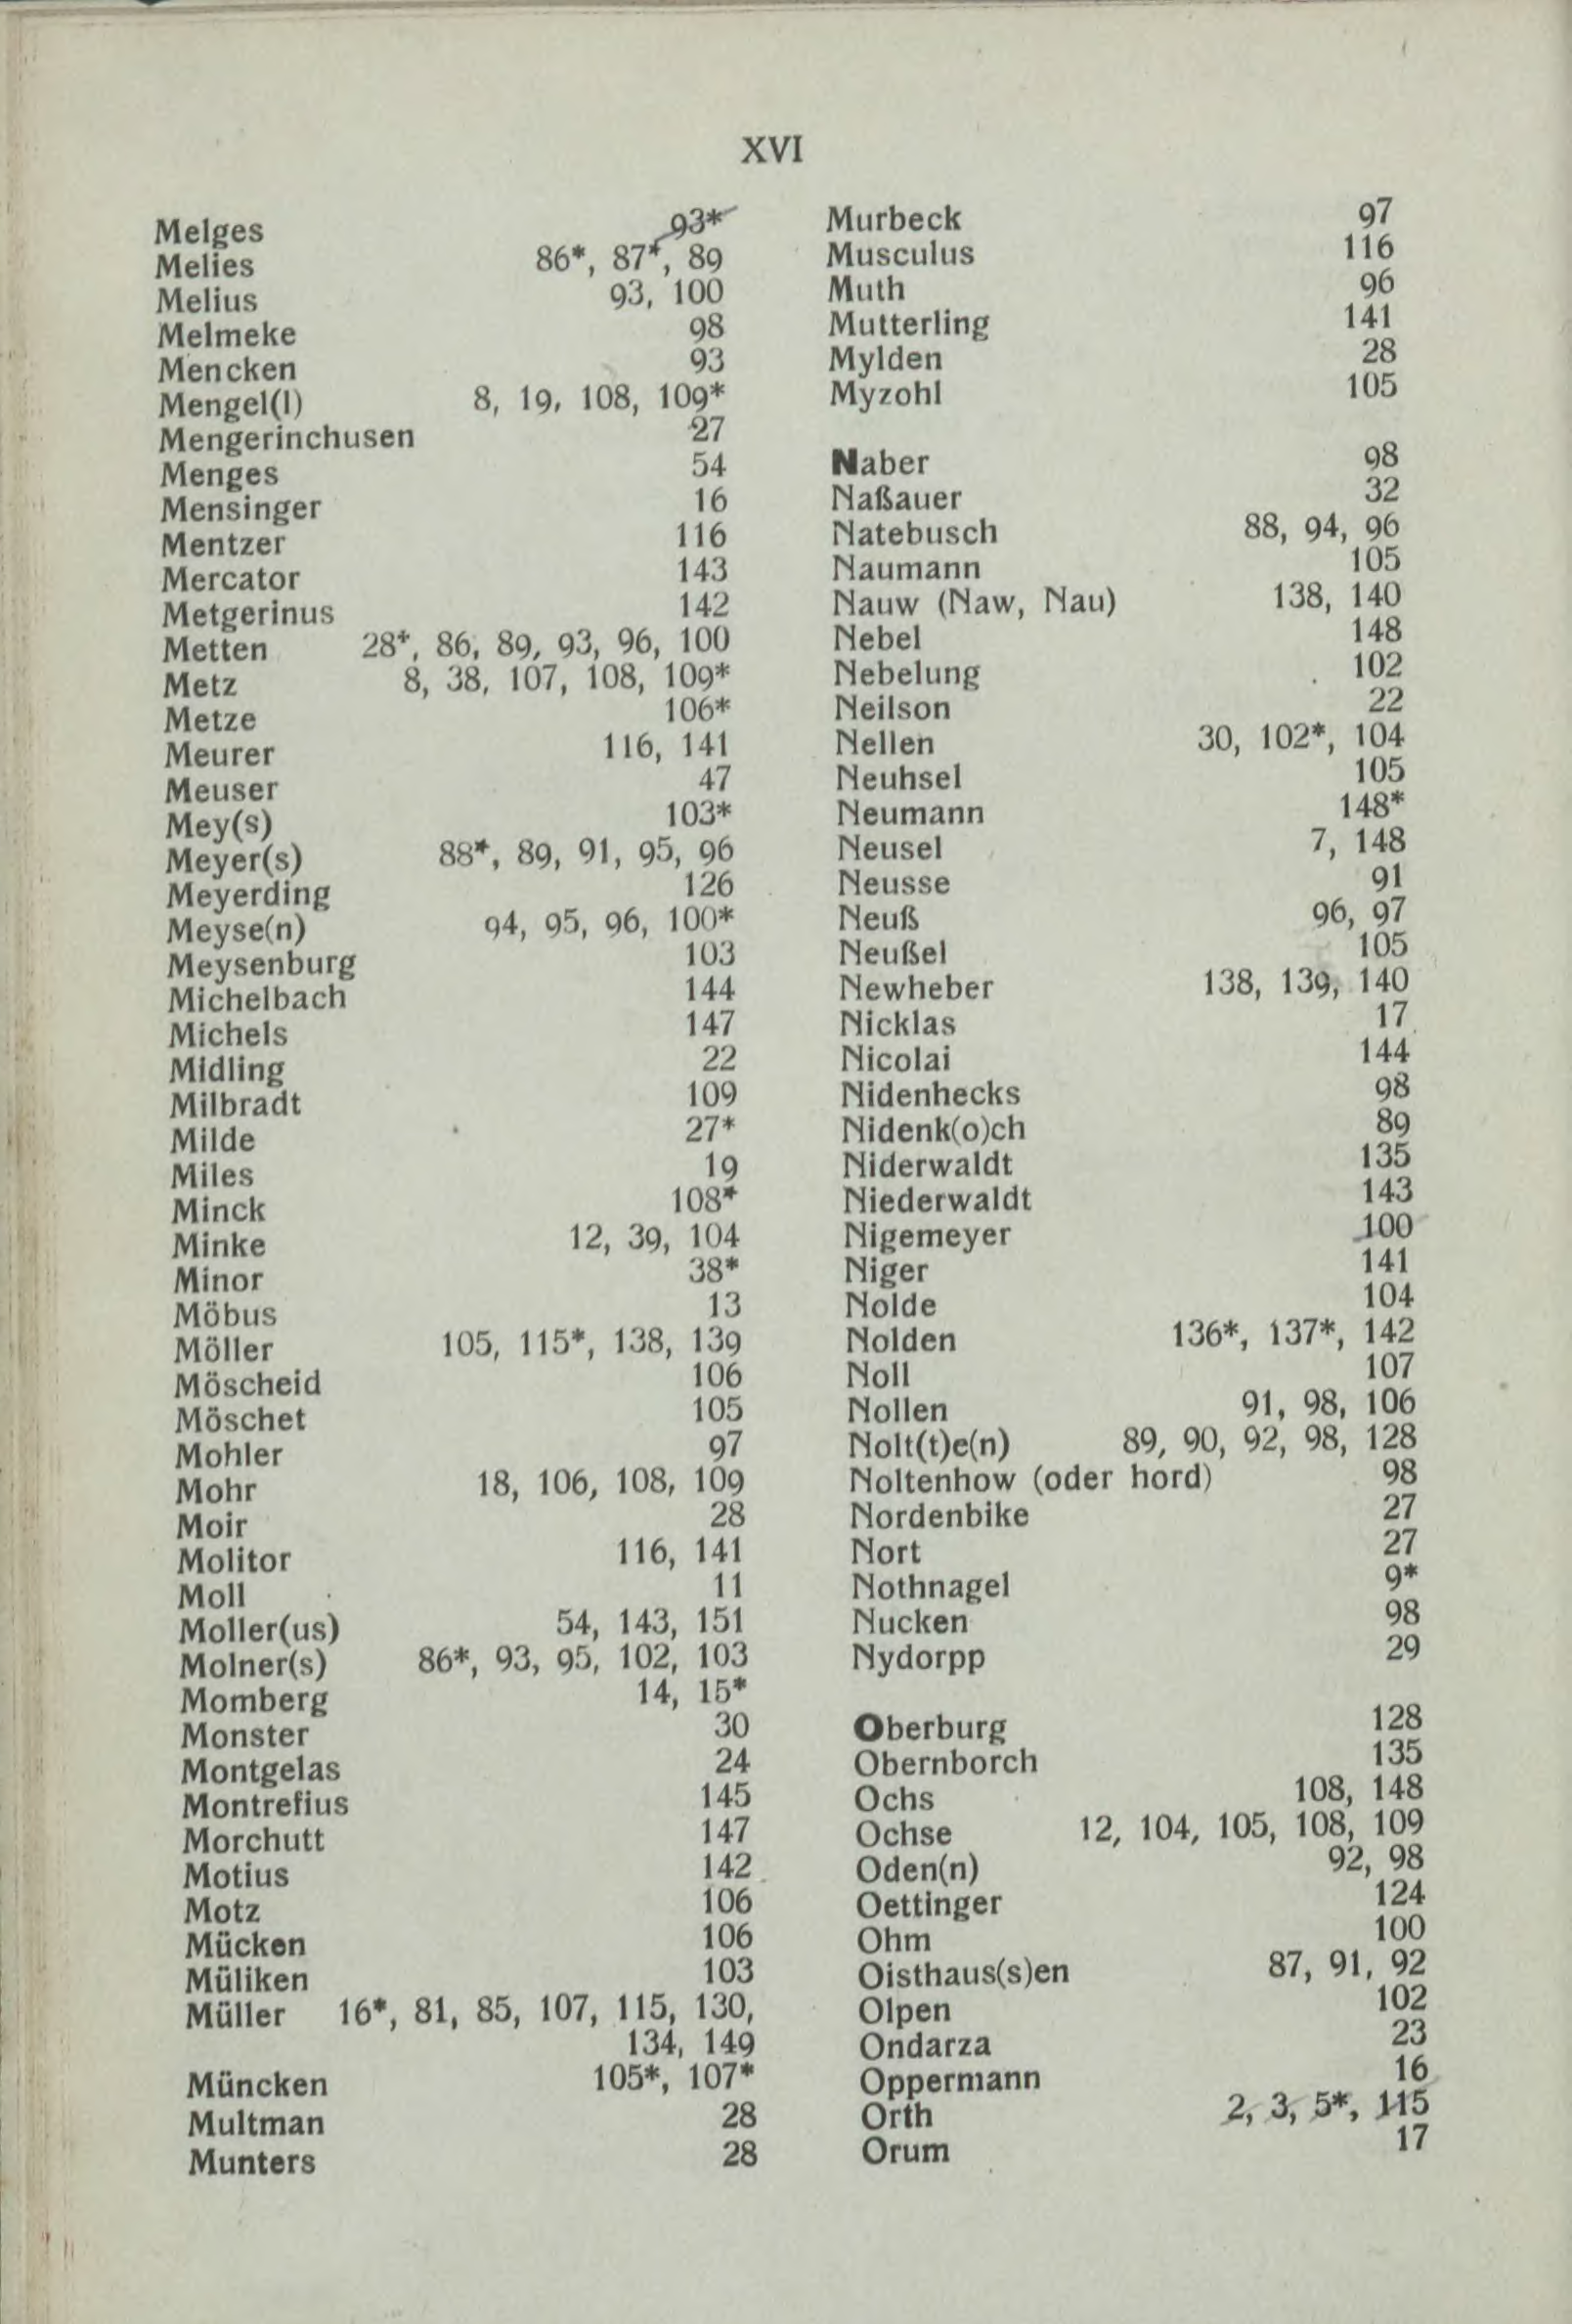 XVI
Melges 93*
Melies 86*, 87*, 89
Melius 93, 100
Melmeke 98
Mencken 93
Mengel(l) 8, 19, 108, 109*
Mengerinchusen 27
Menges 54
Mensinger 16
Mentzer 116
Mercator 143
Metgerinus 142
Metten 28*, 86, 89, 93, 96, 100
Metz 8, 38, 107, 108, 109*
Metze 106*
Meurer 116, 141
Meuser 47
Mey(s) 103*
Meyer(s) 88*, 89, 91, 95, 96
Meyerding 126
Meyse(n) 94, 95, 96, 100*
Meysenburg 103
Michelbach 144
Michels 147
Midling 22
Milbradt 109
Milde 27*
Miles 19
Minck 108*
Minke 12, 39, 104
Minor 38*
Möbus 13
Möller 105, 115*, 138, 139
Möscheid 106
Möschet 105
Mohler 97
Mohr 18, 106, 108, 109
Moir 28
Molitor 116, 141
Moll 11
Moller(us) 54, 143, 151
Molner(s) 86*, 93, 95, 102, 103
Momberg 14, 15*
Monster 30
Montgelas 24
Montrefius 145
Morchutt 147
Motius 142
Motz 106
Mücken 106
Müliken 103
Müller 16*, 81, 85, 107, 115, 130,
134, 149
Müncken 105*, 107*
Multman 28
Munters 28
Murbeck 97
Musculus 116
Muth 96
Mutterling 141
Mylden 28
Myzohl 105
Naber 98
Naßauer 32
Natebusch 88, 94, 96
Naumann 105
Nauw (Naw, Nau) 138, 140
Nebel 148
Nebelung 102
Neilson 22
Nellen 30, 102*, 104
Neuhsel 105
Neumann 148*
Neusel 7, 148
Neusse 91
Neuß 96, 97
Neußel 105
Newheber 138, 139, 140
Nicklas 17
Nicolai 144
Nidenhecks 98
Nidenk(o)ch 89
Niderwaldt 135
Niederwaldt 143
Nigemeyer 100
Niger 141
Nolde 104
Nolden 136*, 137*, 142
Noll 107
Nollen 91, 98, 106
Nolt(t)e(n) 89, 90, 92, 98, 128
Noltenhow (oder hord) 98
Nordenbike 27
Nort 27
Nothnagel 9*
Nucken 98
Nydorpp 29
Oberburg 128
Obernborch 135
Ochs 108, 148
Ochse 12, 104, 105, 108, 109
Oden(n) 92, 98
Oettinger 124
Ohm 100
Oisthaus(s)en 87, 91, 92
Olpen 102
Ondarza 23
Oppermann 16
Orth 2, 3, 5*, 115
Orum 17